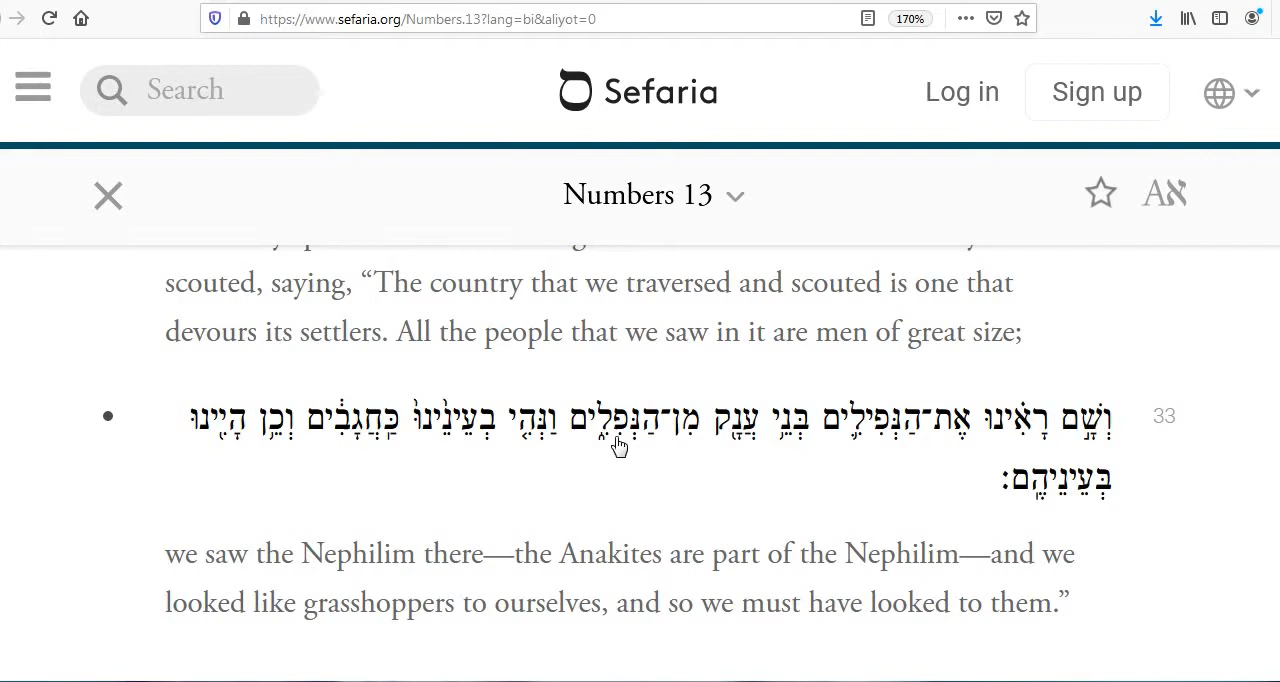 https://www.sefaria.org/Numbers.13?lang=bi&aliyot=0
170%
Search
Sefaria
Log in
Sign up
Numbers 13
Aא
scouted, saying, “The country that we traversed and scouted is one that
devours its settlers. All the people that we saw in it are men of great size;
וְשָׁ֣ם רָאִ֗ינוּ אֶת־הַנְּפִילִ֛ים בְּנֵ֥י עֲנָ֖ק מִן־הַנְּפִלִ֑ים וַנְּהִ֤י בְעֵינֵ֙ינוּ֙ כַּֽחֲגָבִ֔ים וְכֵ֥ן הָיִ֖ינוּ
33
בְּעֵינֵיהֶֽם׃
we saw the Nephilim there—the Anakites are part of the Nephilim—and we
looked like grasshoppers to ourselves, and so we must have looked to them.”